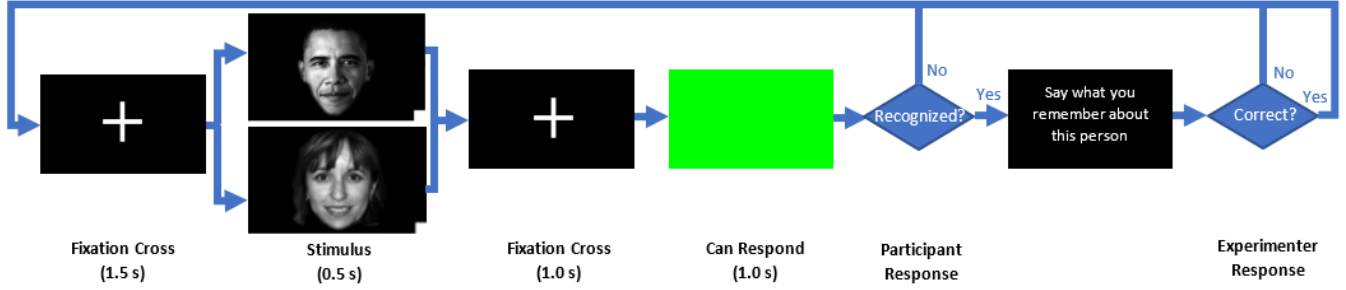 No
No
Yes
Yes
Say what you
remember about
this person
Recognized?
Correct?
Fixation Cross
(1.5 s)
Stimulus
(0.5 s)
Fixation Cross
(1.0 s)
Can Respond
(1.0 s)
Participant
Response
Experimenter
Response